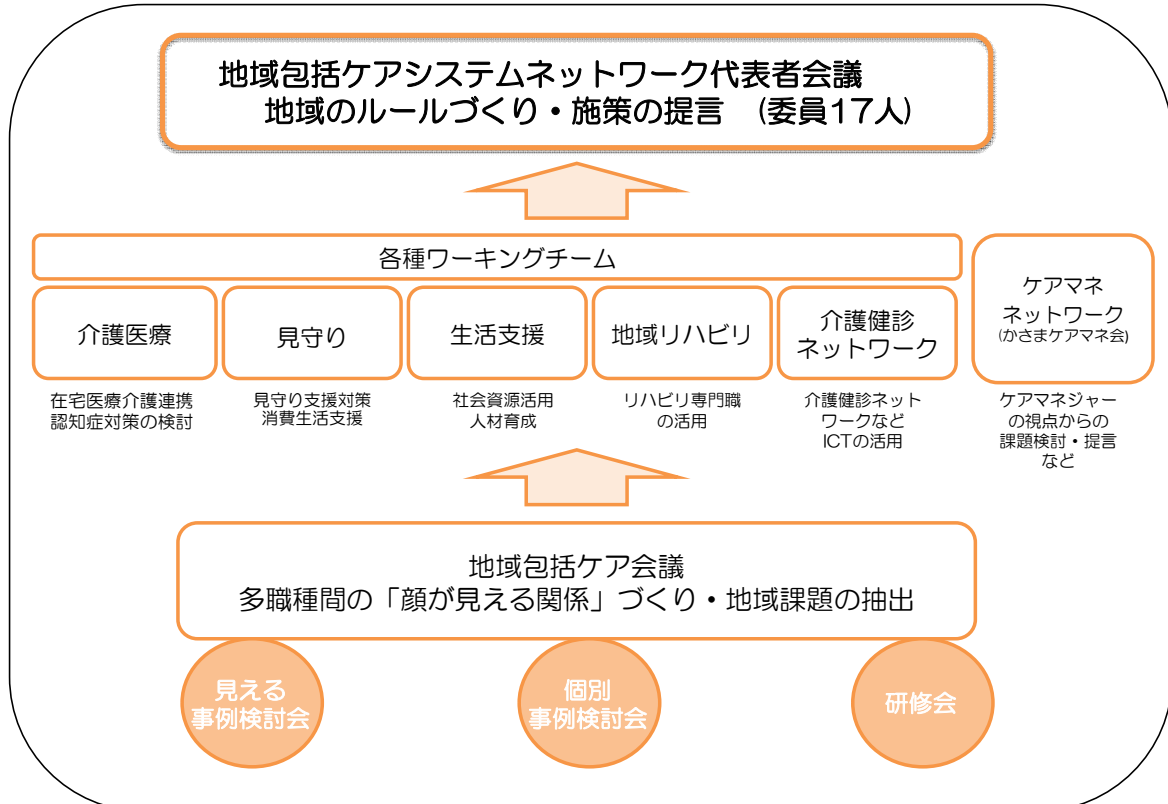 地域包括ケアシステムネットワーク代表者会議
地域のルールづくり・施策の提言 (委員17人)
各種ワーキングチーム
介護医療
見守り
生活支援
地域リハビリ
介護健診
ネットワーク
ケアマネ
ネットワーク
(かさまケアマネ会)
在宅医療介護連携
認知症対策の検討
見守り支援対策
消費生活支援
社会資源活用
人材育成
リハビリ専門職
の活用
介護健診ネット
ワークなど
ICTの活用
ケアマネジャー
の視点からの
課題検討・提言
など
地域包括ケア会議
多職種間の「顔が見える関係」づくり・地域課題の抽出
見える
事例検討会
個別
事例検討会
研修会